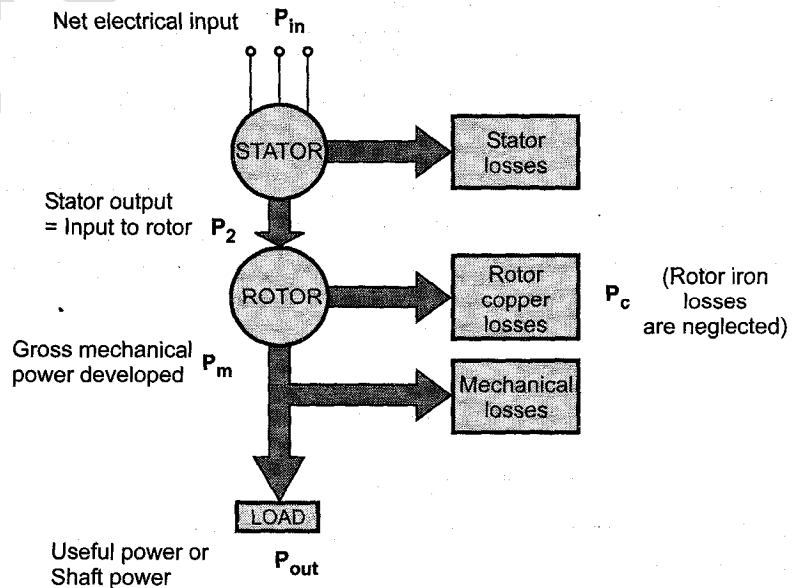 Net electrical input P_in
STATOR
Stator
losses
Stator output
= Input to rotor P_2
ROTOR
Rotor
copper
losses
P_c
(Rotor iron
losses
are neglected)
Gross mechanical
power developed P_m
Mechanical
losses
LOAD
Useful power or
Shaft power
P_out